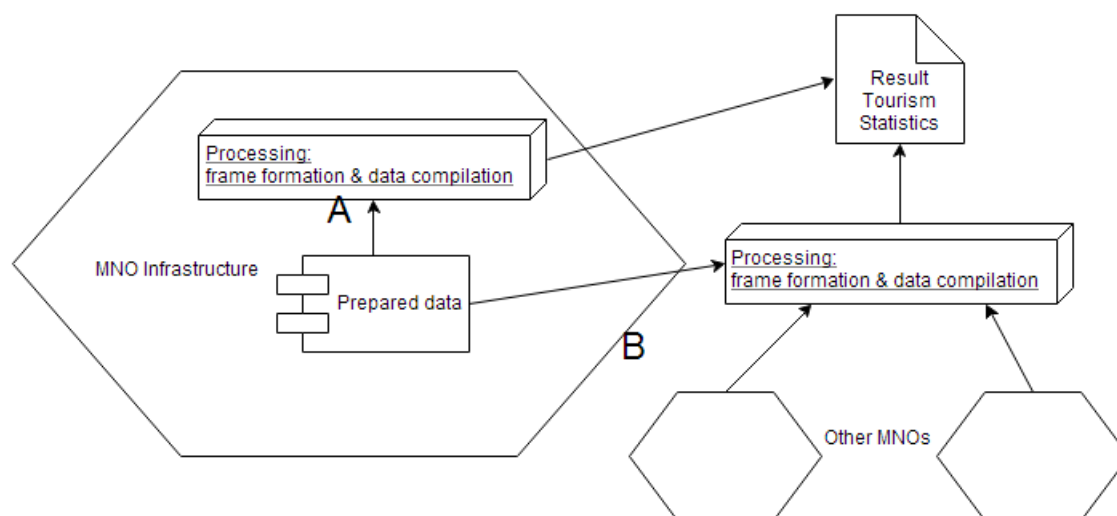 Result
Tourism
Statistics
Processing:
frame formation & data compilation
A
MNO Infrastructure
Prepared data
Processing:
frame formation & data compilation
B
Other MNOs